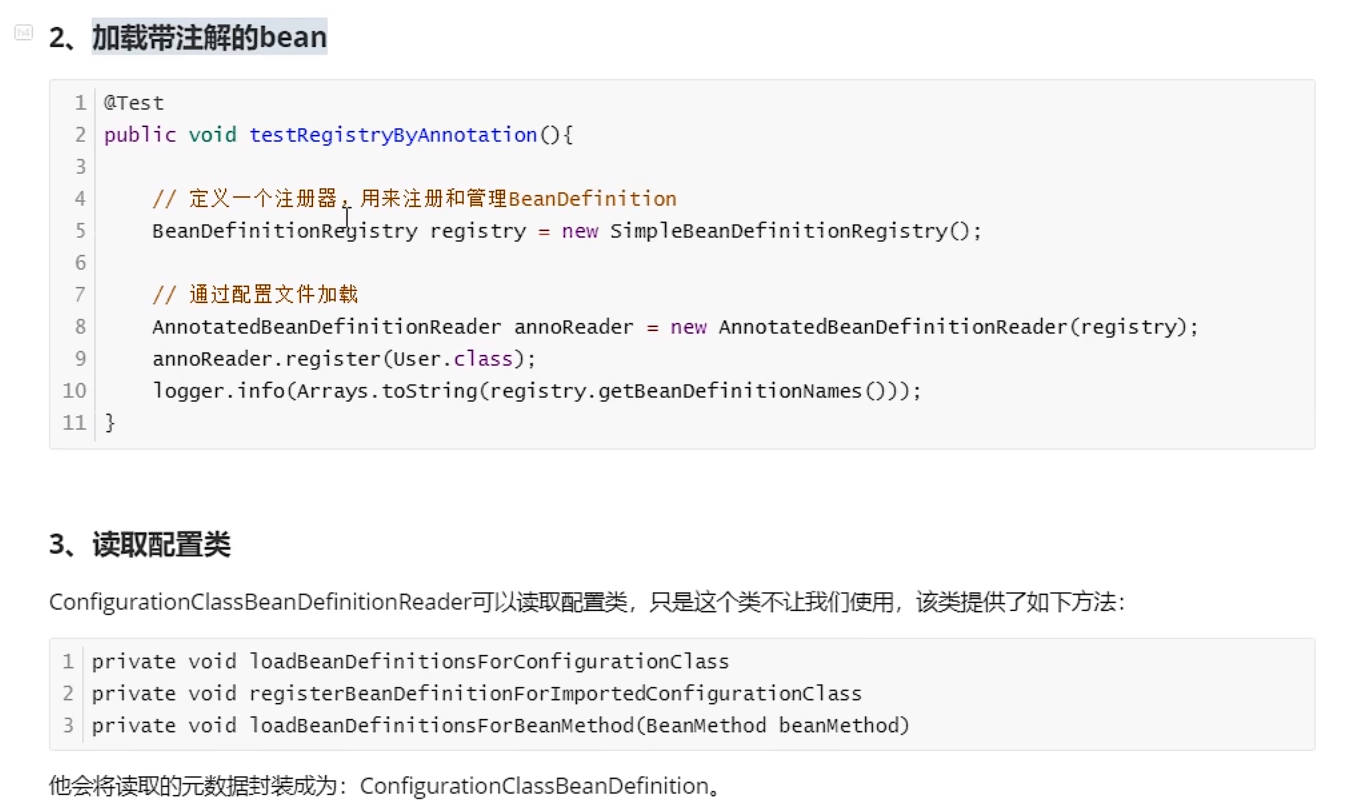 h4
2、加载带注解的bean
1 @Test
2 public void testRegistryByAnnotation(){
3
4 // 定义一个注册器，用来注册和管理BeanDefinition
5 BeanDefinitionRegistry registry = new SimpleBeanDefinitionRegistry();
6
7 // 通过配置文件加载
8 AnnotatedBeanDefinitionReader annoReader = new AnnotatedBeanDefinitionReader(registry);
9 annoReader.register(User.class);
10 logger.info(Arrays.toString(registry.getBeanDefinitionNames()));
11 }
3、读取配置类
ConfigurationClassBeanDefinitionReader可以读取配置类，只是这个类不让我们使用，该类提供了如下方法：
1 private void loadBeanDefinitionsForConfigurationClass
2 private void registerBeanDefinitionForImportedConfigurationClass
3 private void loadBeanDefinitionsForBeanMethod(BeanMethod beanMethod)
他会将读取的元数据封装成为：ConfigurationClassBeanDefinition。